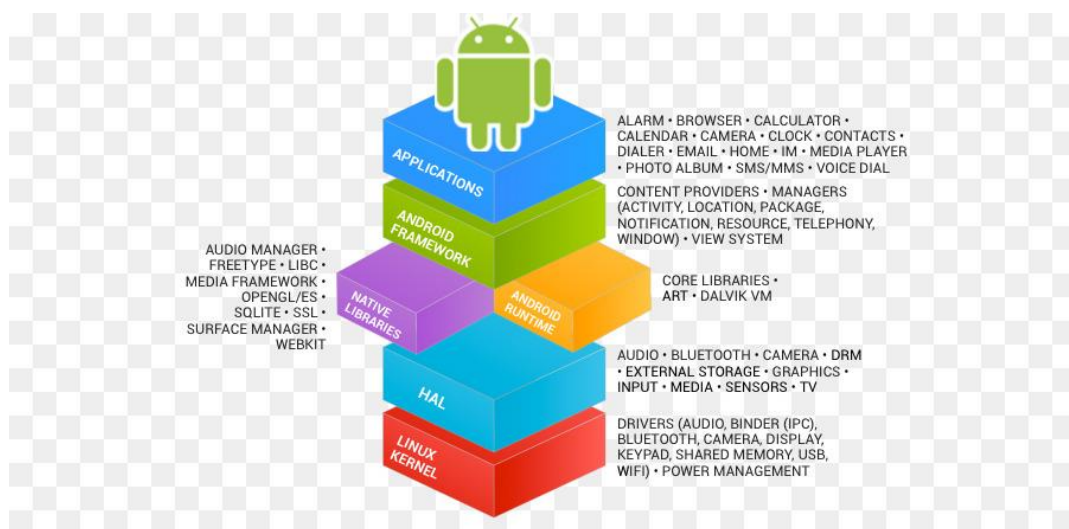 APPLICATIONS
ALARM • BROWSER • CALCULATOR •
CALENDAR • CAMERA • CLOCK • CONTACTS •
DIALER • EMAIL • HOME • IM • MEDIA PLAYER
• PHOTO ALBUM • SMS/MMS • VOICE DIAL
ANDROID
FRAMEWORK
CONTENT PROVIDERS • MANAGERS
(ACTIVITY, LOCATION, PACKAGE,
NOTIFICATION, RESOURCE, TELEPHONY,
WINDOW) • VIEW SYSTEM
AUDIO MANAGER •
FREETYPE • LIBC •
MEDIA FRAMEWORK •
OPENGL/ES •
SQLITE • SSL •
SURFACE MANAGER •
WEBKIT
NATIVE
LIBRARIES
ANDROID
RUNTIME
CORE LIBRARIES •
ART • DALVIK VM
HAL
AUDIO • BLUETOOTH • CAMERA • DRM
• EXTERNAL STORAGE • GRAPHICS •
INPUT • MEDIA • SENSORS • TV
LINUX
KERNEL
DRIVERS (AUDIO, BINDER (IPC),
BLUETOOTH, CAMERA, DISPLAY,
KEYPAD, SHARED MEMORY, USB,
WIFI) • POWER MANAGEMENT